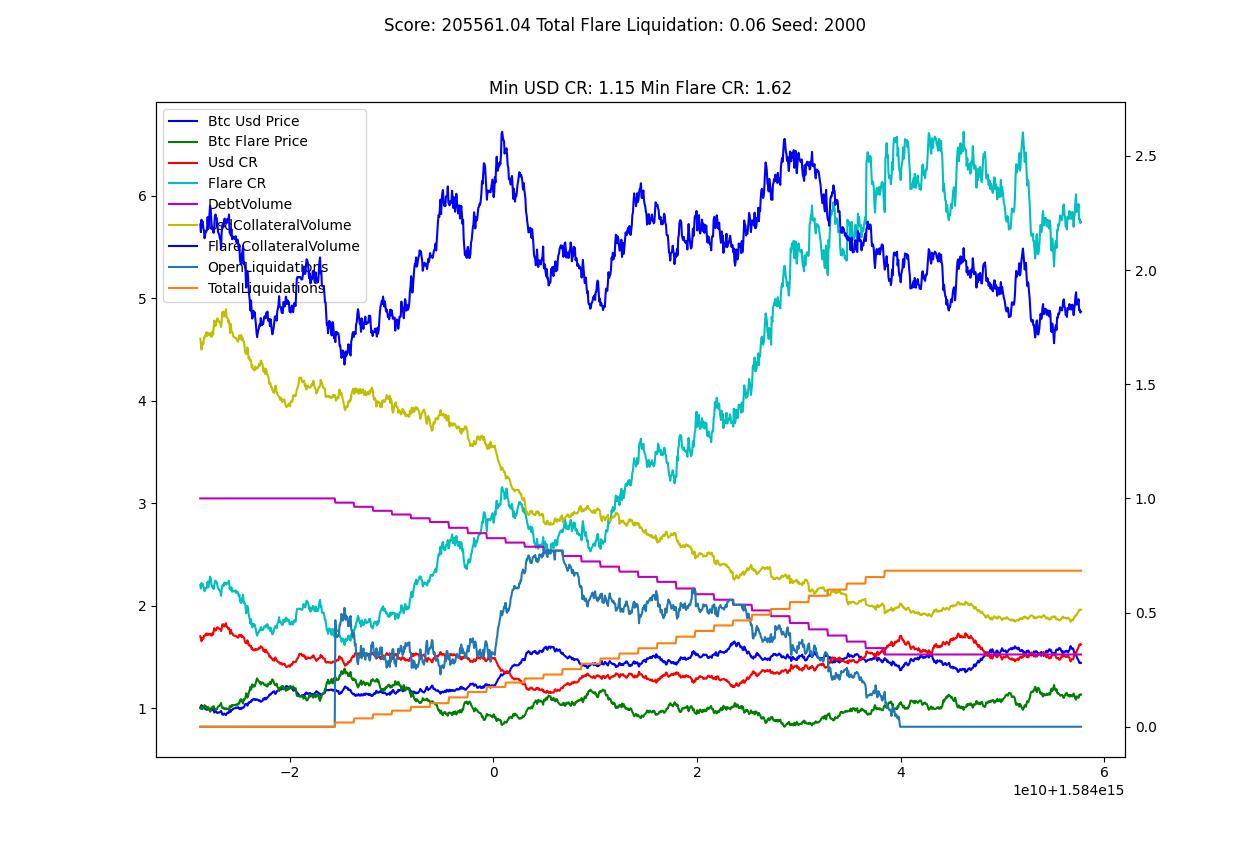 Score: 205561.04 Total Flare Liquidation: 0.06 Seed: 2000
Min USD CR: 1.15 Min Flare CR: 1.62
Btc Usd Price
Btc Flare Price
Usd CR
Flare CR
DebtVolume
UsdCollateralVolume
FlareCollateralVolume
OpenLiquidations
TotalLiquidations
6
5
4
3
2
1
2.5
2.0
1.5
1.0
0.5
0.0
−2
0
2
4
6
1e10+1.584e15